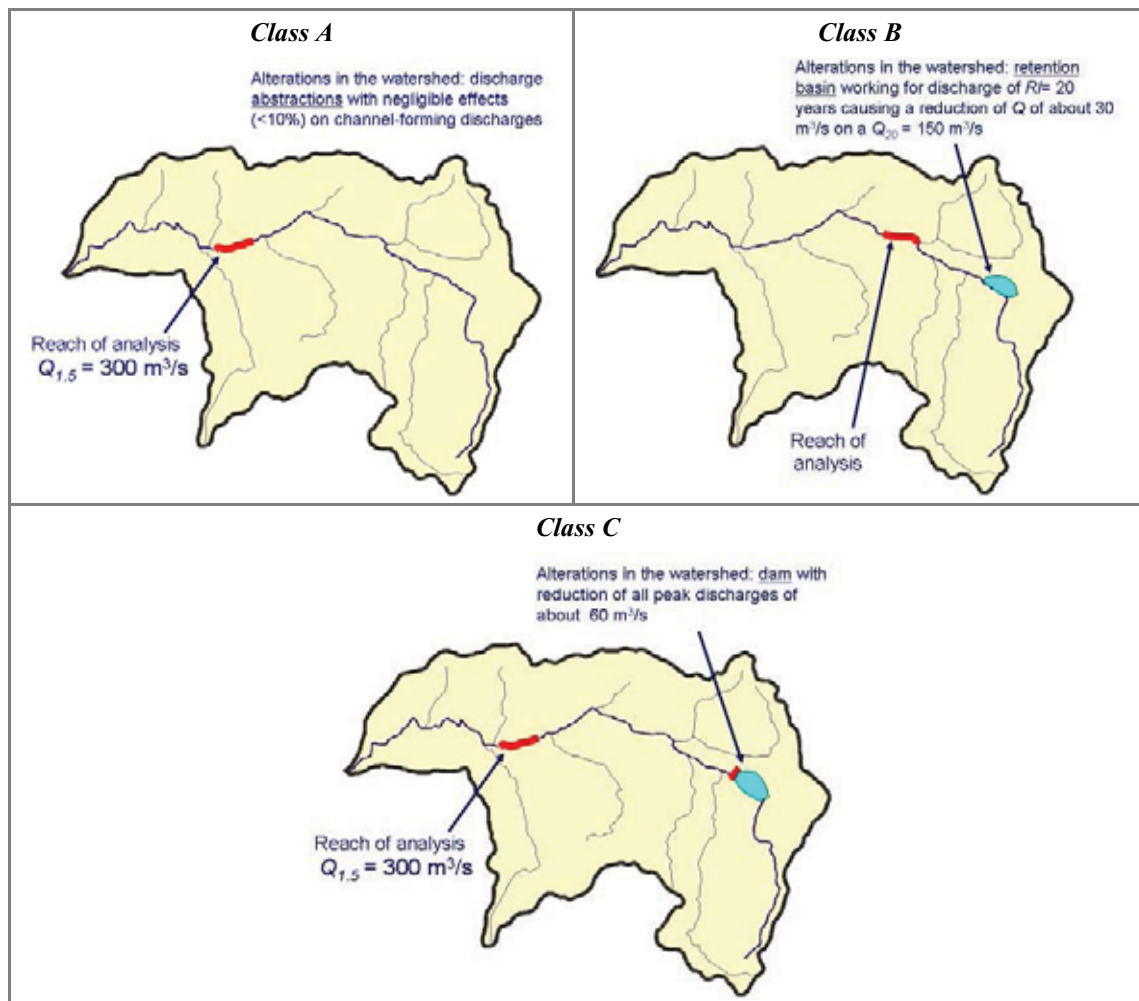 Class A
Alterations in the watershed: discharge
abstractions with negligible effects
(<10%) on channel-forming discharges
Reach of analysis
Q1.5 = 300 m³/s
Class B
Alterations in the watershed: retention
basin working for discharge of RI= 20
years causing a reduction of Q of about 30
m³/s on a Q20 = 150 m³/s
Reach of
analysis
Class C
Alterations in the watershed: dam with
reduction of all peak discharges of
about 60 m³/s
Reach of analysis
Q1.5 = 300 m³/s